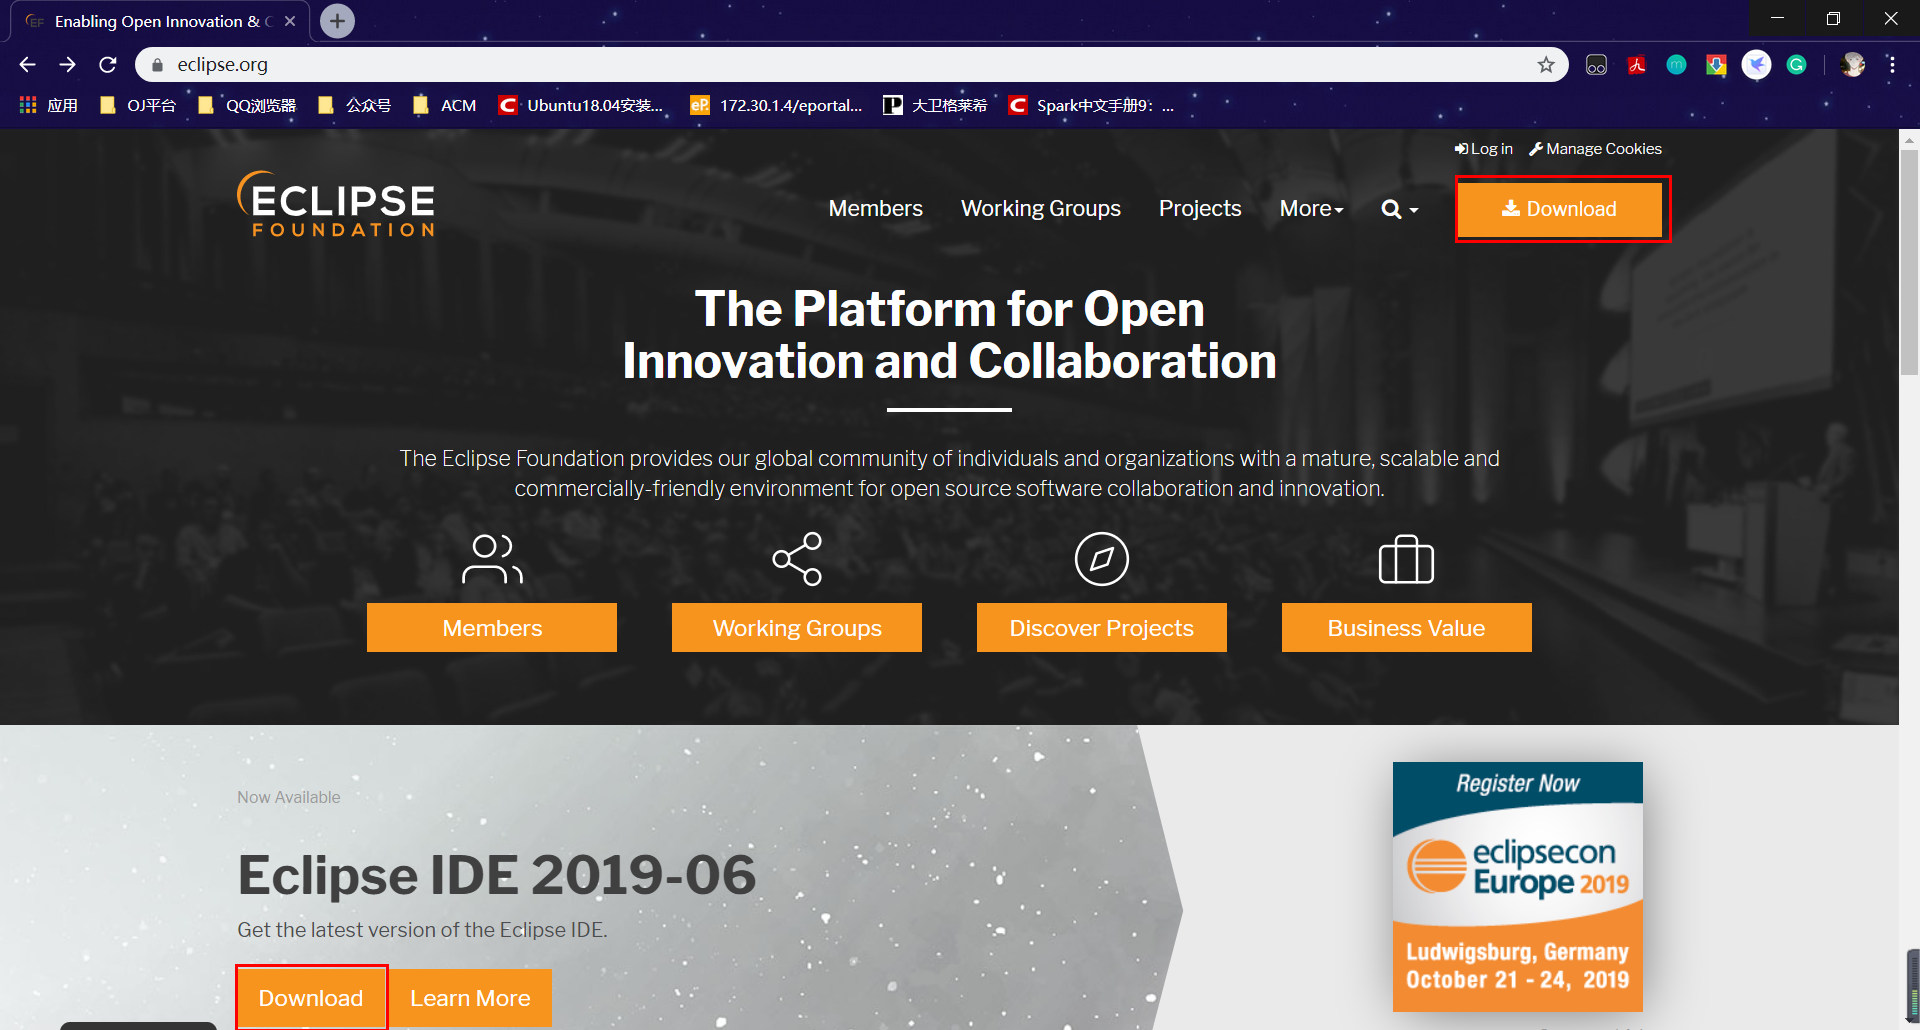 Enabling Open Innovation & C
eclipse.org
应用
OJ平台
QQ浏览器
公众号
ACM
Ubuntu18.04安装...
172.30.1.4/eportal...
大卫格莱希
Spark中文手册9：...
Log in
Manage Cookies
ECLIPSE
FOUNDATION
Members
Working Groups
Projects
More
Download
The Platform for Open
Innovation and Collaboration
The Eclipse Foundation provides our global community of individuals and organizations with a mature, scalable and
commercially-friendly environment for open source software collaboration and innovation.
Members
Working Groups
Discover Projects
Business Value
Now Available
Eclipse IDE 2019-06
Get the latest version of the Eclipse IDE.
Download
Learn More
Register Now
eclipsecon
Europe 2019
Ludwigsburg, Germany
October 21 - 24, 2019